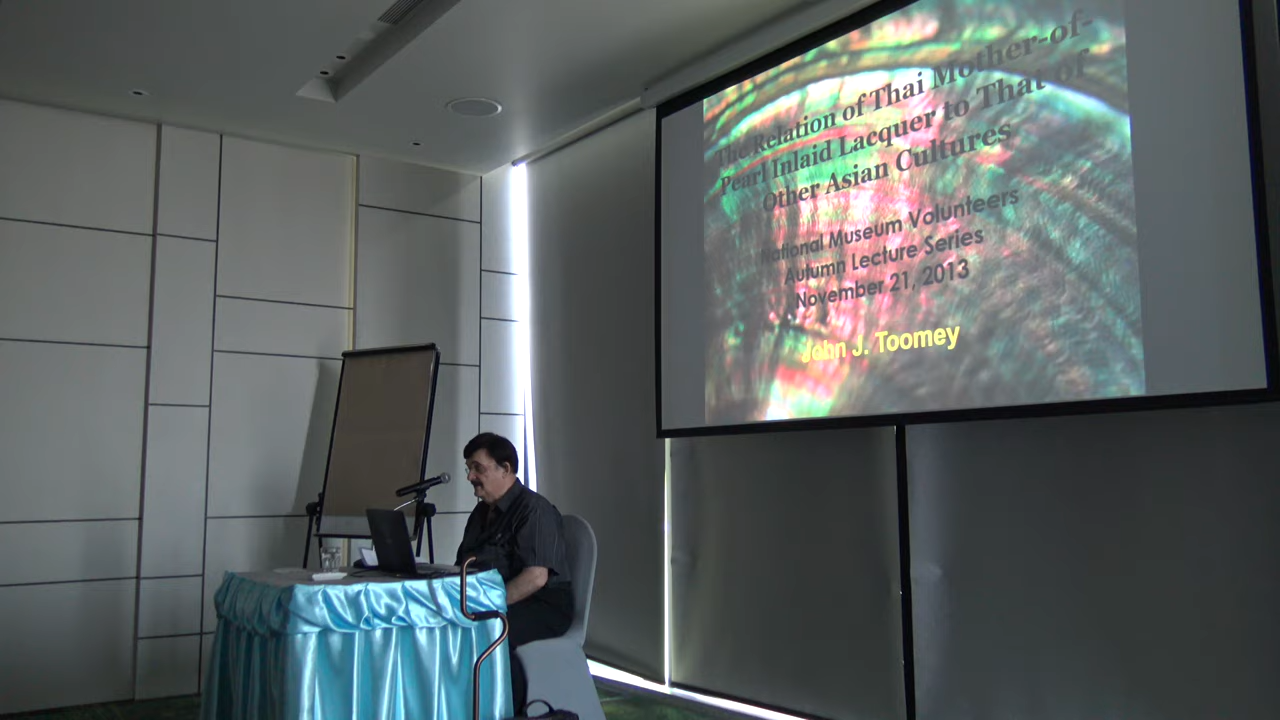 The Relation of Thai Mother-of-
Pearl Inlaid Lacquer to That of
Other Asian Cultures
National Museum Volunteers
Autumn Lecture Series
November 21, 2013
John J. Toomey